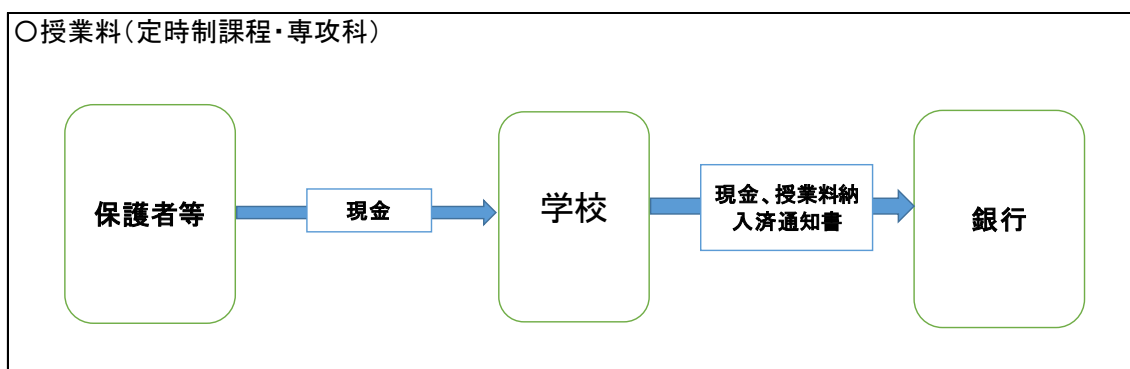 〇授業料(定時制課程・専攻科)
保護者等
現金
学校
現金、授業料納
入済通知書
銀行